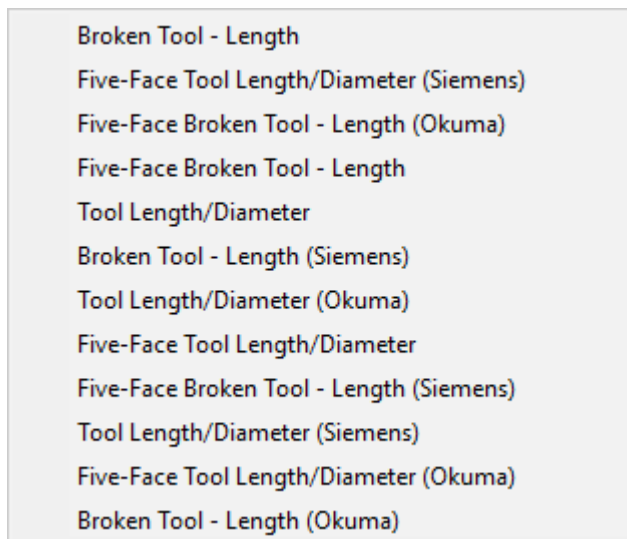 Broken Tool - Length
Five-Face Tool Length/Diameter (Siemens)
Five-Face Broken Tool - Length (Okuma)
Five-Face Broken Tool - Length
Tool Length/Diameter
Broken Tool - Length (Siemens)
Tool Length/Diameter (Okuma)
Five-Face Tool Length/Diameter
Five-Face Broken Tool - Length (Siemens)
Tool Length/Diameter (Siemens)
Five-Face Tool Length/Diameter (Okuma)
Broken Tool - Length (Okuma)